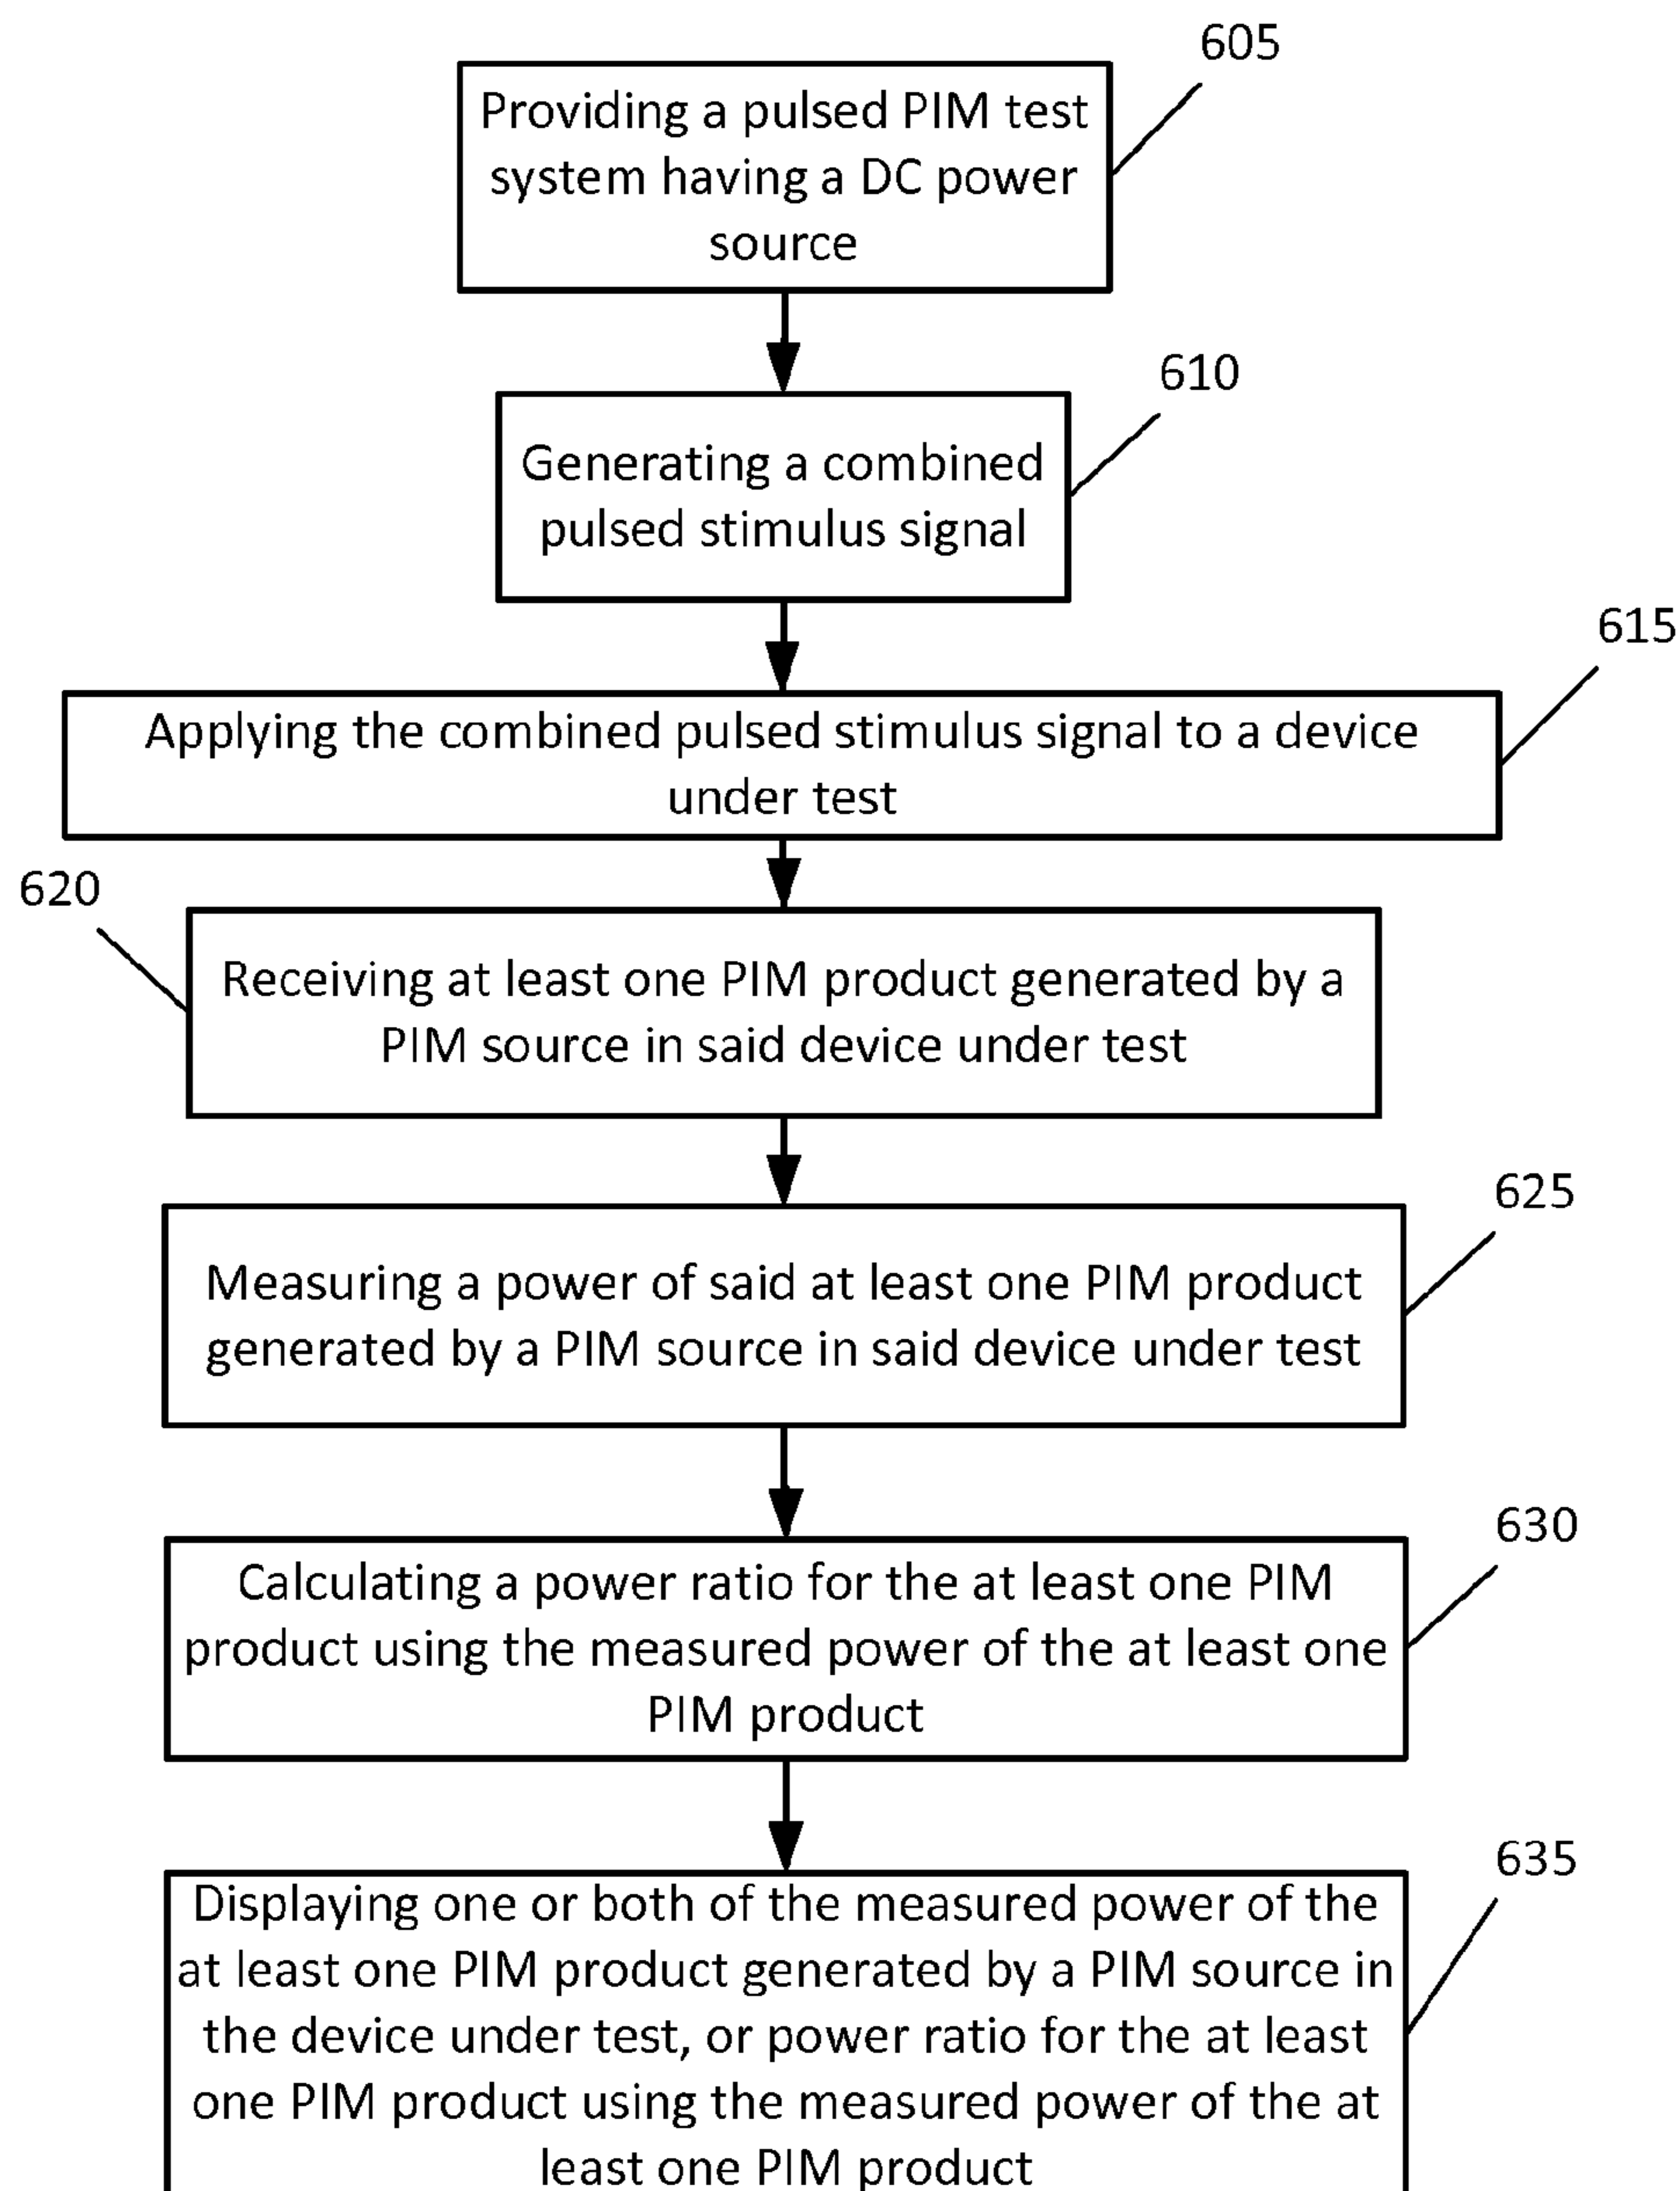 605
Providing a pulsed PIM test
system having a DC power
source
610
Generating a combined
pulsed stimulus signal
615
Applying the combined pulsed stimulus signal to a device
under test
620
Receiving at least one PIM product generated by a
PIM source in said device under test
625
Measuring a power of said at least one PIM product
generated by a PIM source in said device under test
630
Calculating a power ratio for the at least one PIM
product using the measured power of the at least one
PIM product
635
Displaying one or both of the measured power of the
at least one PIM product generated by a PIM source in
the device under test, or power ratio for the at least
one PIM product using the measured power of the at
least one PIM product